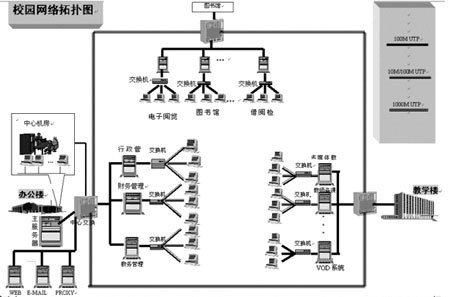 校园网络拓扑图
图书馆
100M UTP
10M/100M UTP
1000M UTP
交换机
交换机
交换机
电子阅览
图书馆
借阅检
中心机房
办公楼
主服务器
中心交换
WEB
E-MAIL
PROXY
行政管
交换机
财务管理
交换机
教务管理
交换机
交换机
多媒体教
交换机
交换机
VOD 系统
教学楼